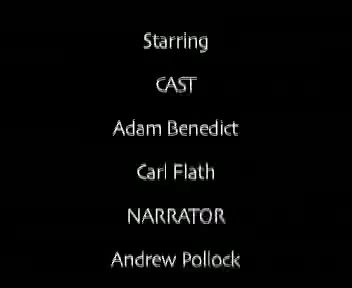 Starring
CAST
Adam Benedict
Carl Flath
NARRATOR
Andrew Pollock